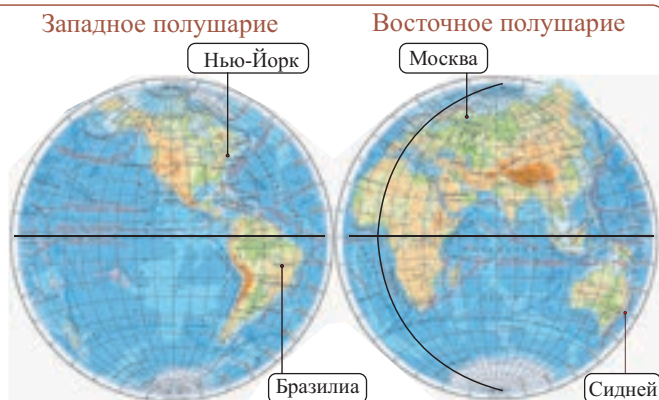 Западное полушарие
Восточное полушарие
Нью-Йорк
Москва
Бразилиа
Сидней